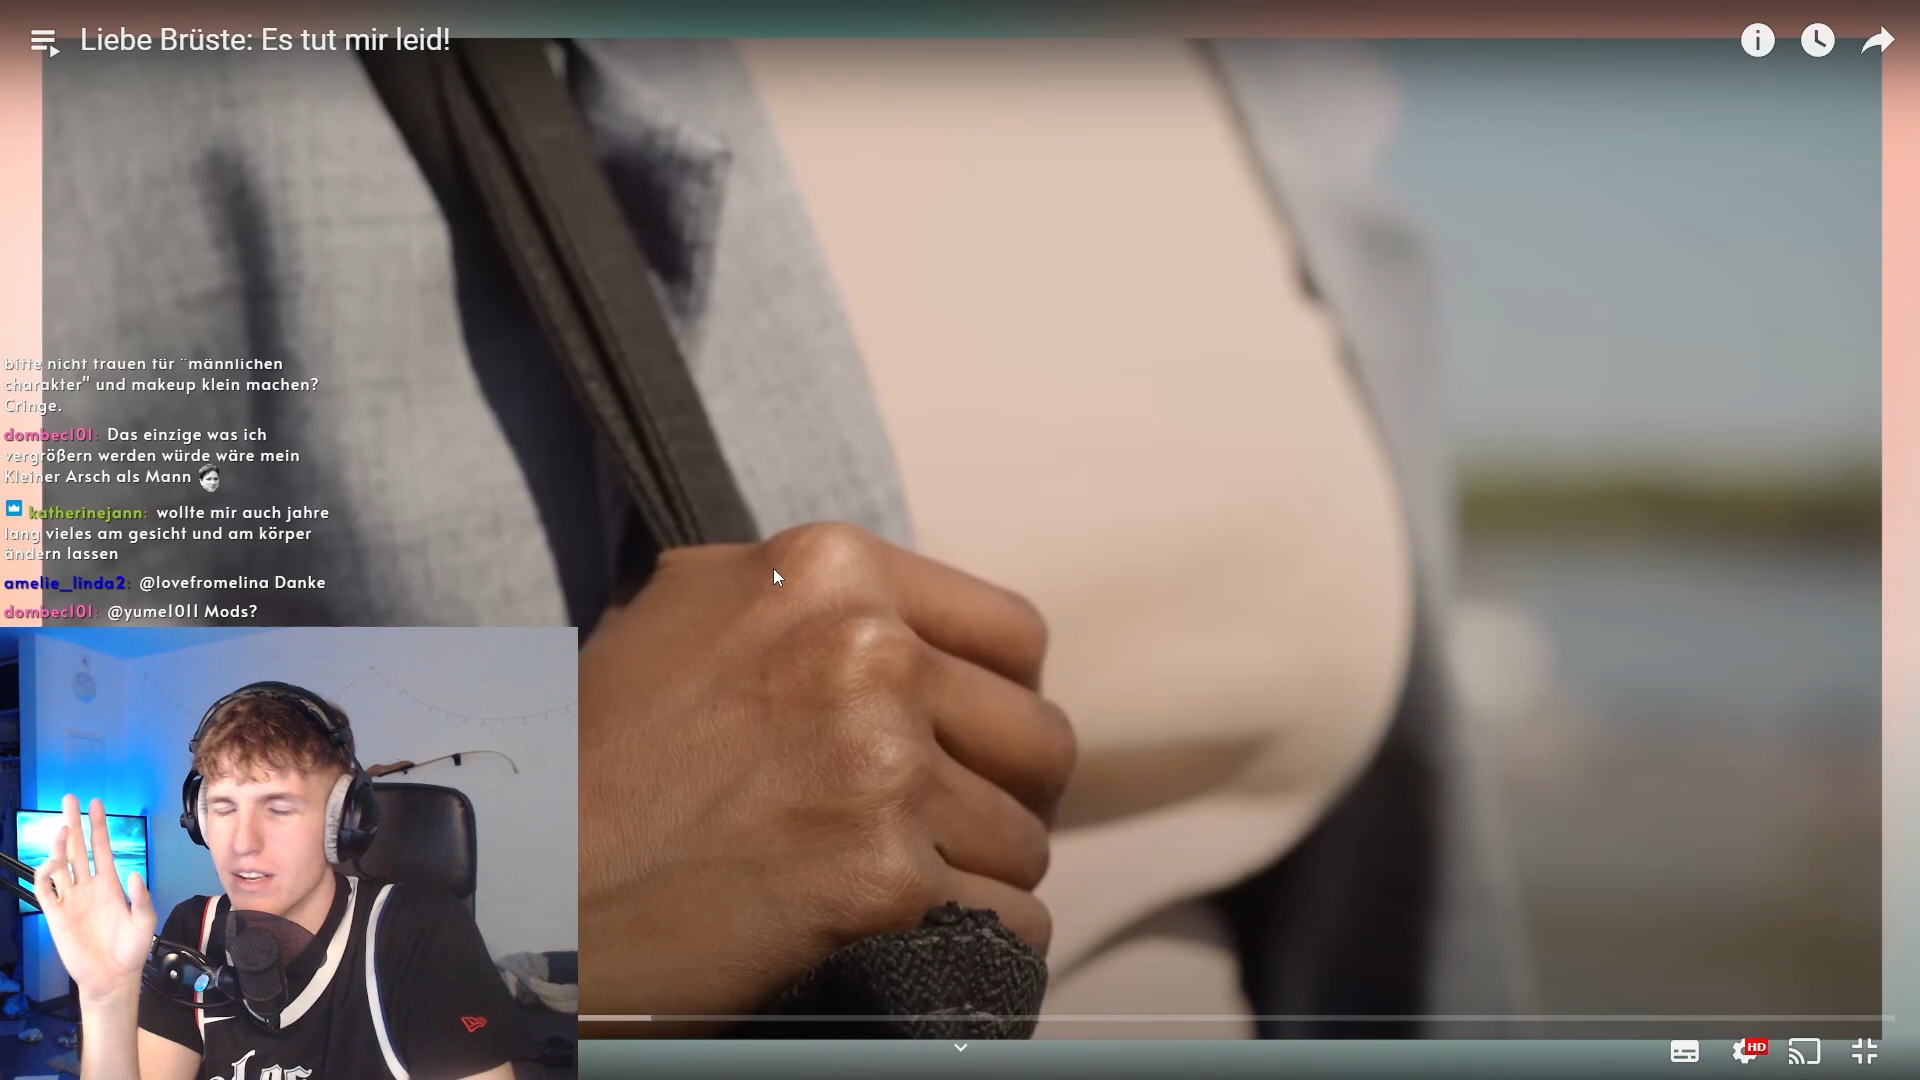 Liebe Brüste: Es tut mir leid!
bitte nicht frauen für "männlichen
charakter" und makeup klein machen?
Cringe.
dombec101: Das einzige was ich
vergrößern werden würde wäre mein
Kleiner Arsch als Mann
katherinejann: wollte mir auch jahre
lang vieles am gesicht und am körper
ändern lassen
amelie_linda2: @lovefromelina Danke
dombec101: @yume1011 Mods?
HD